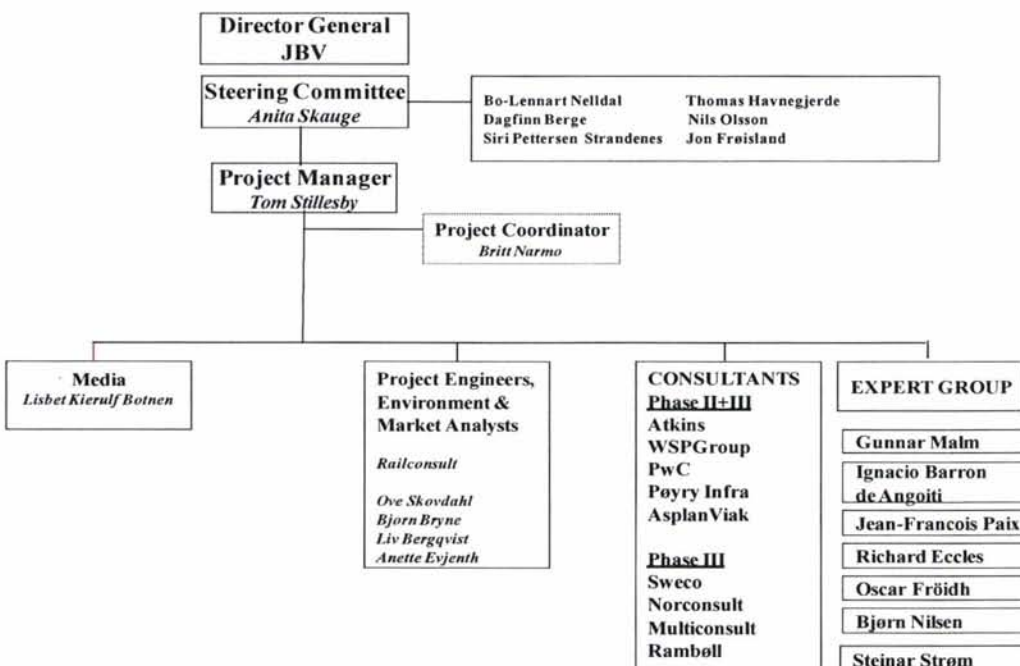 Director General
JBV
Steering Committee
Anita Skauge
Bo-Lennart Nelldal
Dagfinn Berge
Siri Pettersen Strandenes
Thomas Havnegjerde
Nils Olsson
Jon Frøisland
Project Manager
Tom Stillesby
Project Coordinator
Britt Narmo
Media
Lisbet Kierulf Botnen
Project Engineers,
Environment &
Market Analysts
Railconsult
Ove Skovdahl
Bjørn Bryne
Liv Bergqvist
Anette Evjenth
CONSULTANTS
Phase II+III
Atkins
WSPGroup
PwC
Pøyry Infra
AsplanViak
Phase III
Sweco
Norconsult
Multiconsult
Rambøll
EXPERT GROUP
Gunnar Malm
Ignacio Barron
de Angoiti
Jean-Francois Paix
Richard Eccles
Oscar Fröidh
Bjørn Nilsen
Steinar Strøm